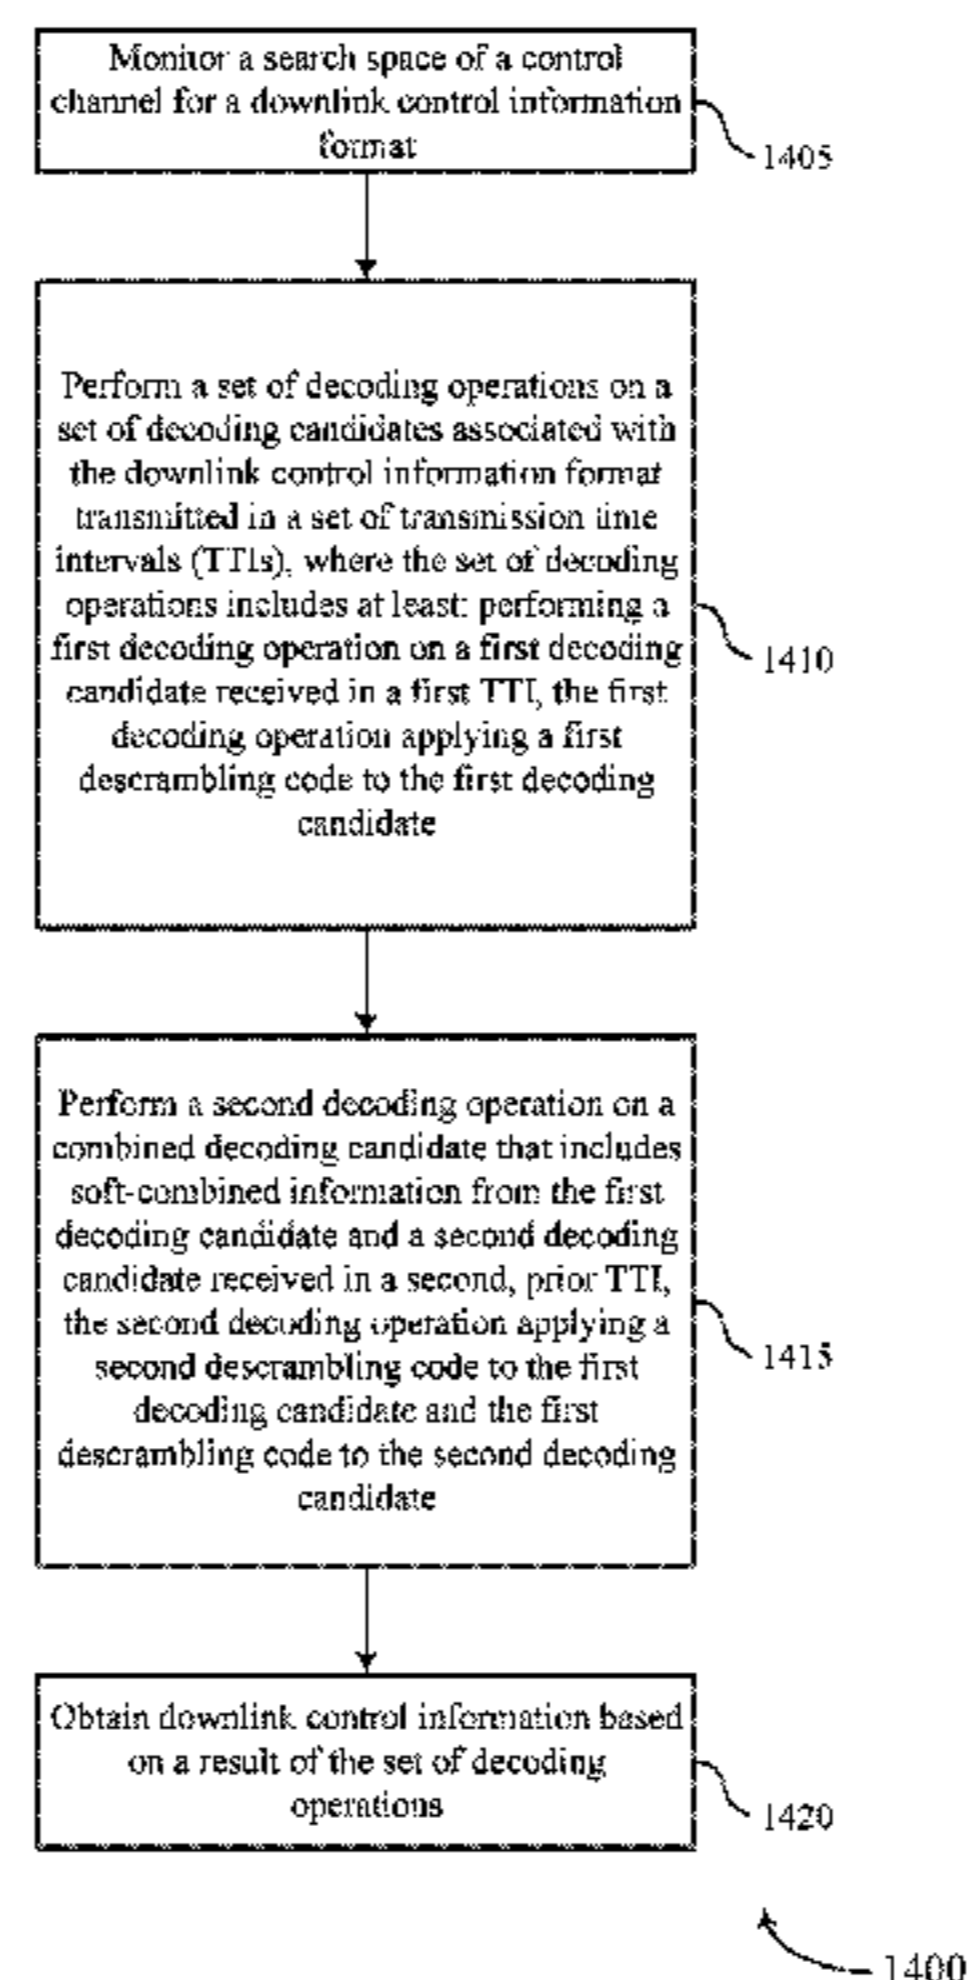 Monitor a search space of a control
channel for a downlink control information
format
1405
Perform a set of decoding operations on a
set of decoding candidates associated with
the downlink control information format
transmitted in a set of transmission time
intervals (TTIs), where the set of decoding
operations includes at least: performing a
first decoding operation on a first decoding
candidate received in a first TTI, the first
decoding operation applying a first
descrambling code to the first decoding
candidate
1410
Perform a second decoding operation on a
combined decoding candidate that includes
soft-combined information from the first
decoding candidate and a second decoding
candidate received in a second, prior TTI,
the second decoding operation applying a
second descrambling code to the first
decoding candidate and the first
descrambling code to the second decoding
candidate
1415
Obtain downlink control information based
on a result of the set of decoding
operations
1420
1400